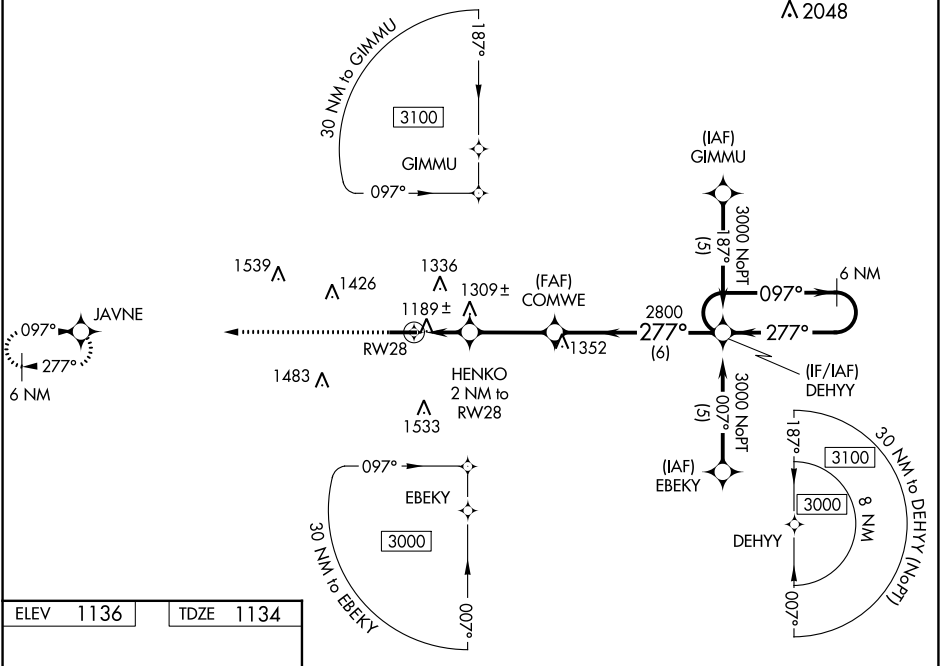 2048
30 NM to GIMMU
187°
3100
GIMMU
097°
(IAF)
GIMMU
3000 NoPT
187°
(5)
6 NM
097°
1539
1426
1336
1309±
1189±
(FAF)
COMWE
2800
277°
(6)
277°
JAVNE
097°
277°
6 NM
RW28
1352
HENKO
2 NM to
RW28
1483
1533
(IF/IAF)
DEHYY
3000 NoPT
007°
(5)
(IAF)
EBEKY
097°
EBEKY
3000
30 NM to EBEKY
007°
187°
30 NM to DEHYY (NoPT)
3100
3000
8 NM
DEHYY
007°
ELEV 1136
TDZE 1134